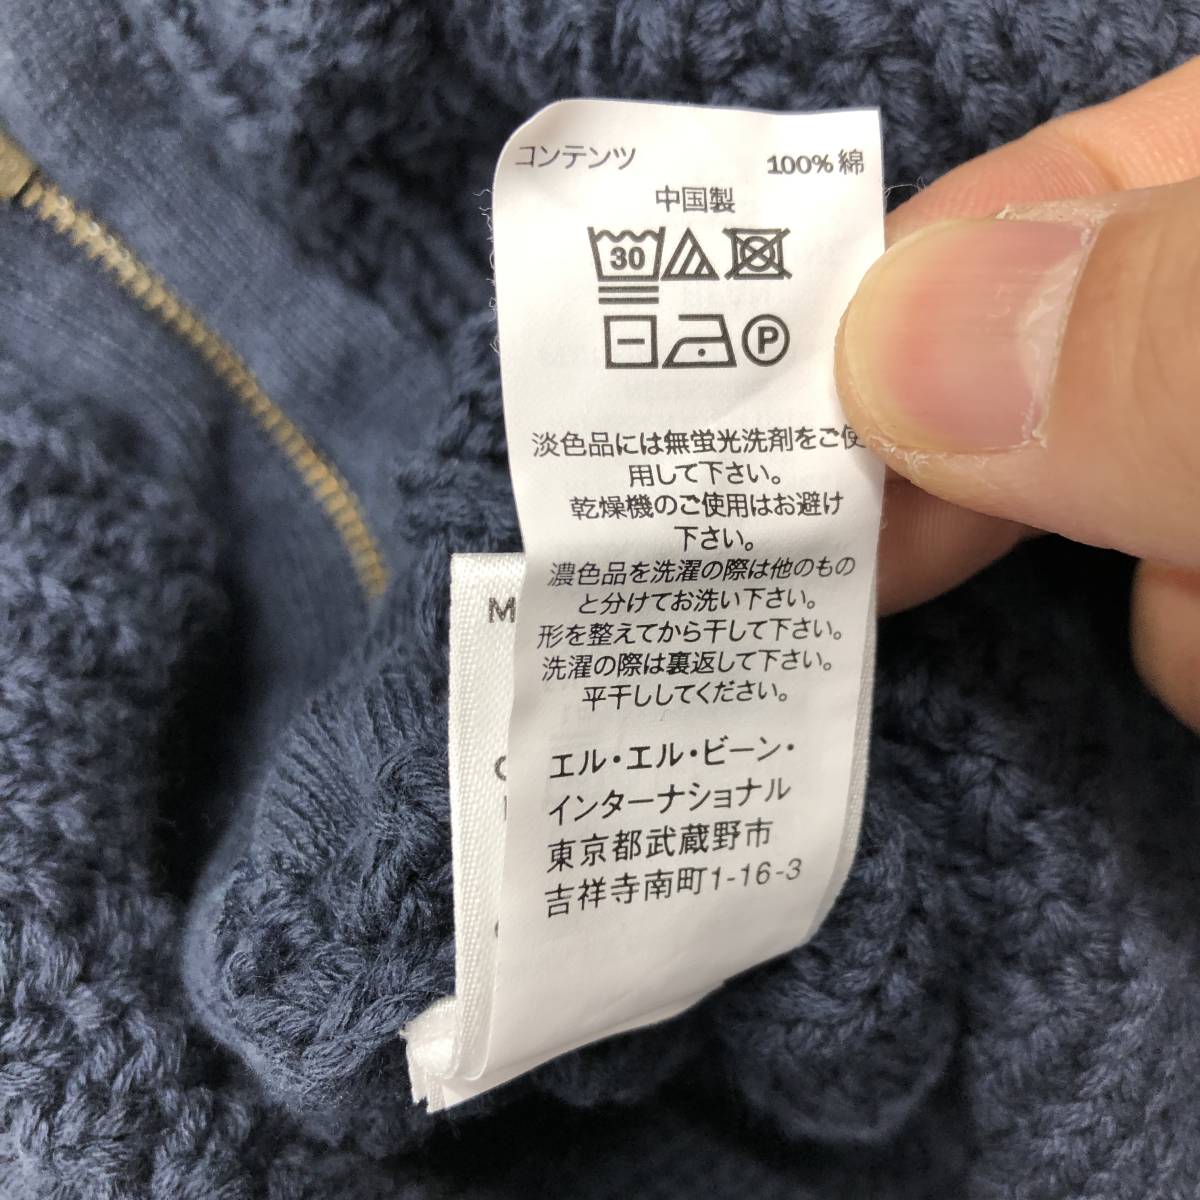 コンテンツ 100% 綿
中国製
30
P
淡色品には無蛍光洗剤をご使
用して下さい。
乾燥機のご使用はお避け
下さい。
濃色品を洗濯の際は他のもの
と分けてお洗い下さい。
形を整えてから干して下さい。
洗濯の際は裏返して下さい。
平干ししてください。
M
エル・エル・ビーン・
インターナショナル
東京都武蔵野市
吉祥寺南町1-16-3